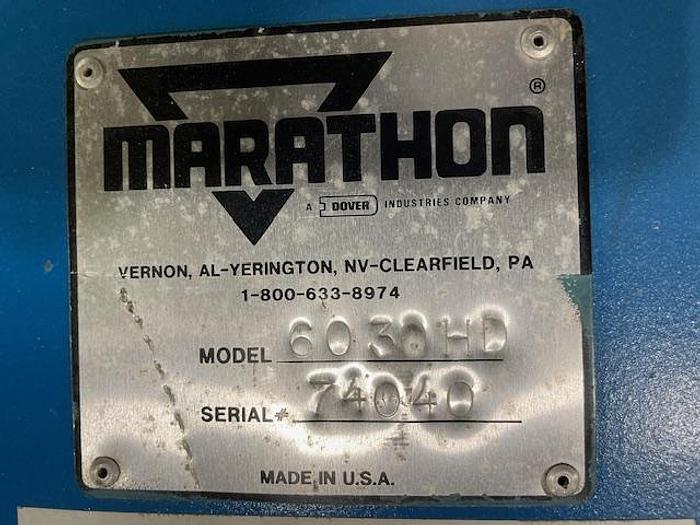 MARATHON ®
A DOVER INDUSTRIES COMPANY
VERNON, AL-YERINGTON, NV-CLEARFIELD, PA
1-800-633-8974
MODEL 6030HD
SERIAL# 74040
MADE IN U.S.A.